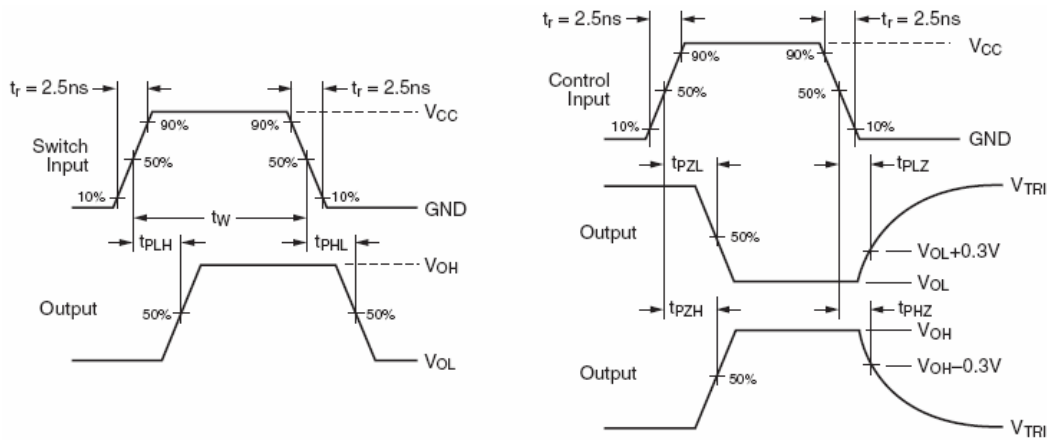 tr = 2.5ns
tr = 2.5ns
VCC
90%
90%
Switch
Input
50%
50%
10%
10%
GND
tW
tPLH
tPHL
VOH
Output
50%
50%
VOL
tr = 2.5ns
tr = 2.5ns
VCC
90%
90%
Control
Input
50%
50%
10%
10%
GND
tPZL
tPLZ
VTRI
Output
50%
VOL+0.3V
VOL
tPZH
tPHZ
VOH
VOH–0.3V
Output
50%
VTRI